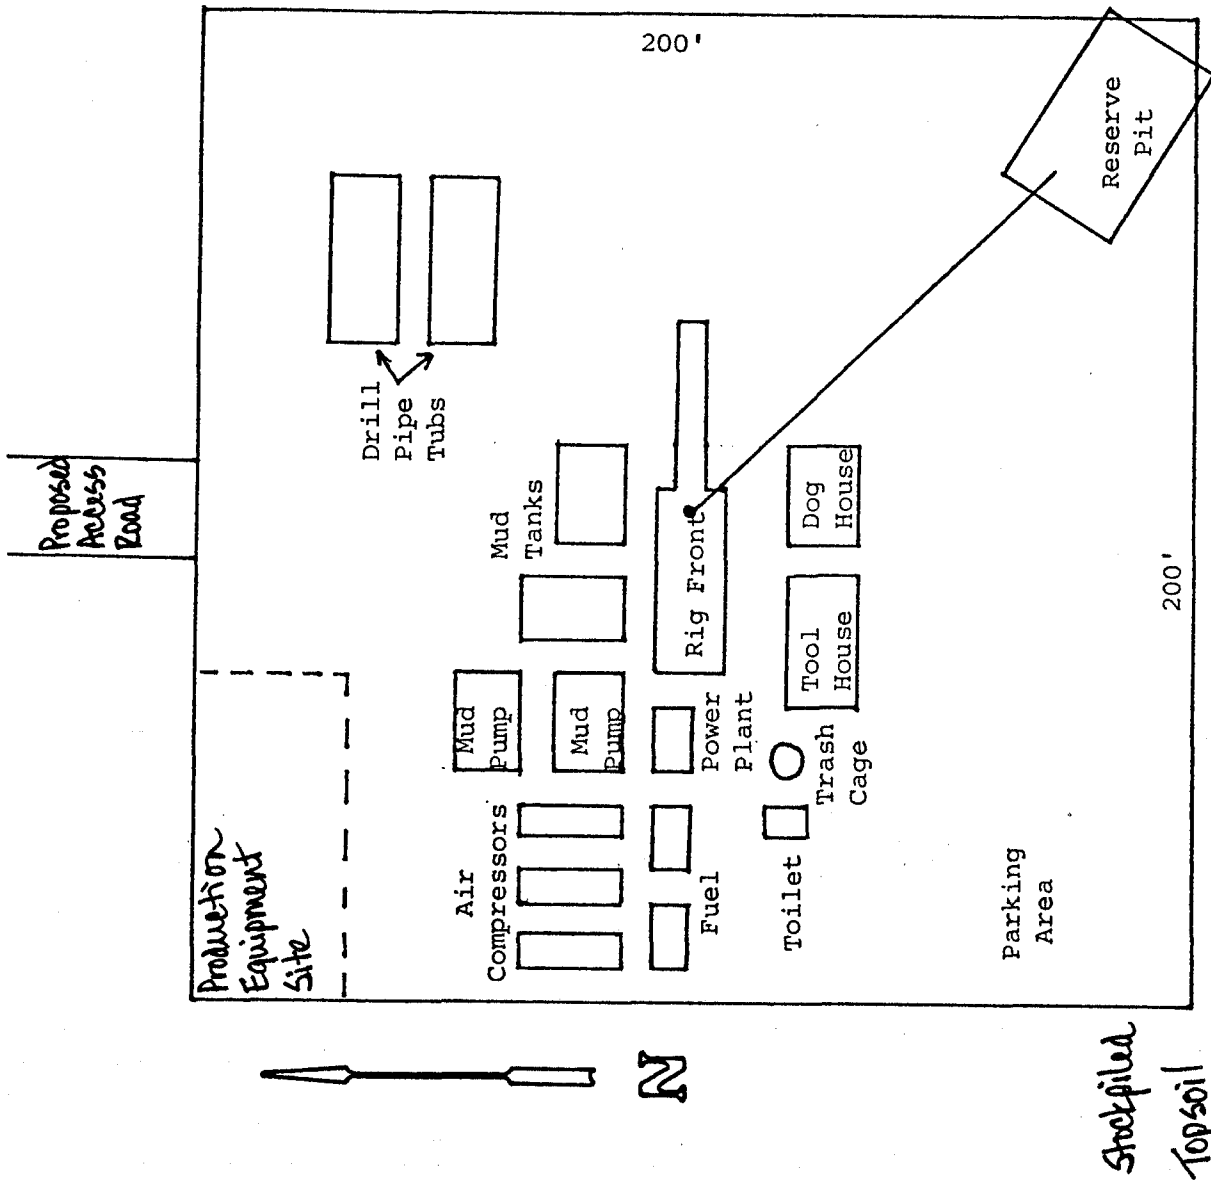 Proposed
Access
Road
200'
Production
Equipment
Site
Drill
Pipe
Tubs
Mud
Tanks
Mud
Pump
Mud
Pump
Air
Compressors
Rig Front
Power
Plant
Fuel
Dog
House
Tool
House
Trash
Cage
Toilet
Reserve
Pit
Parking
Area
200'
N
Stockpiled
Topsoil